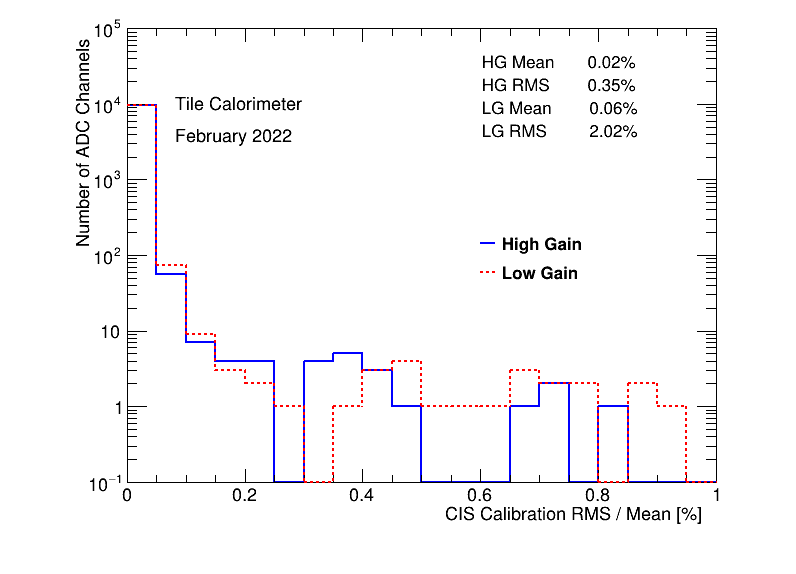 10^5
10^4
10^3
10^2
10
1
10^−1
Number of ADC Channels
Tile Calorimeter
February 2022
HG Mean 0.02%
HG RMS 0.35%
LG Mean 0.06%
LG RMS 2.02%
High Gain
Low Gain
0 0.2 0.4 0.6 0.8 1
CIS Calibration RMS / Mean [%]